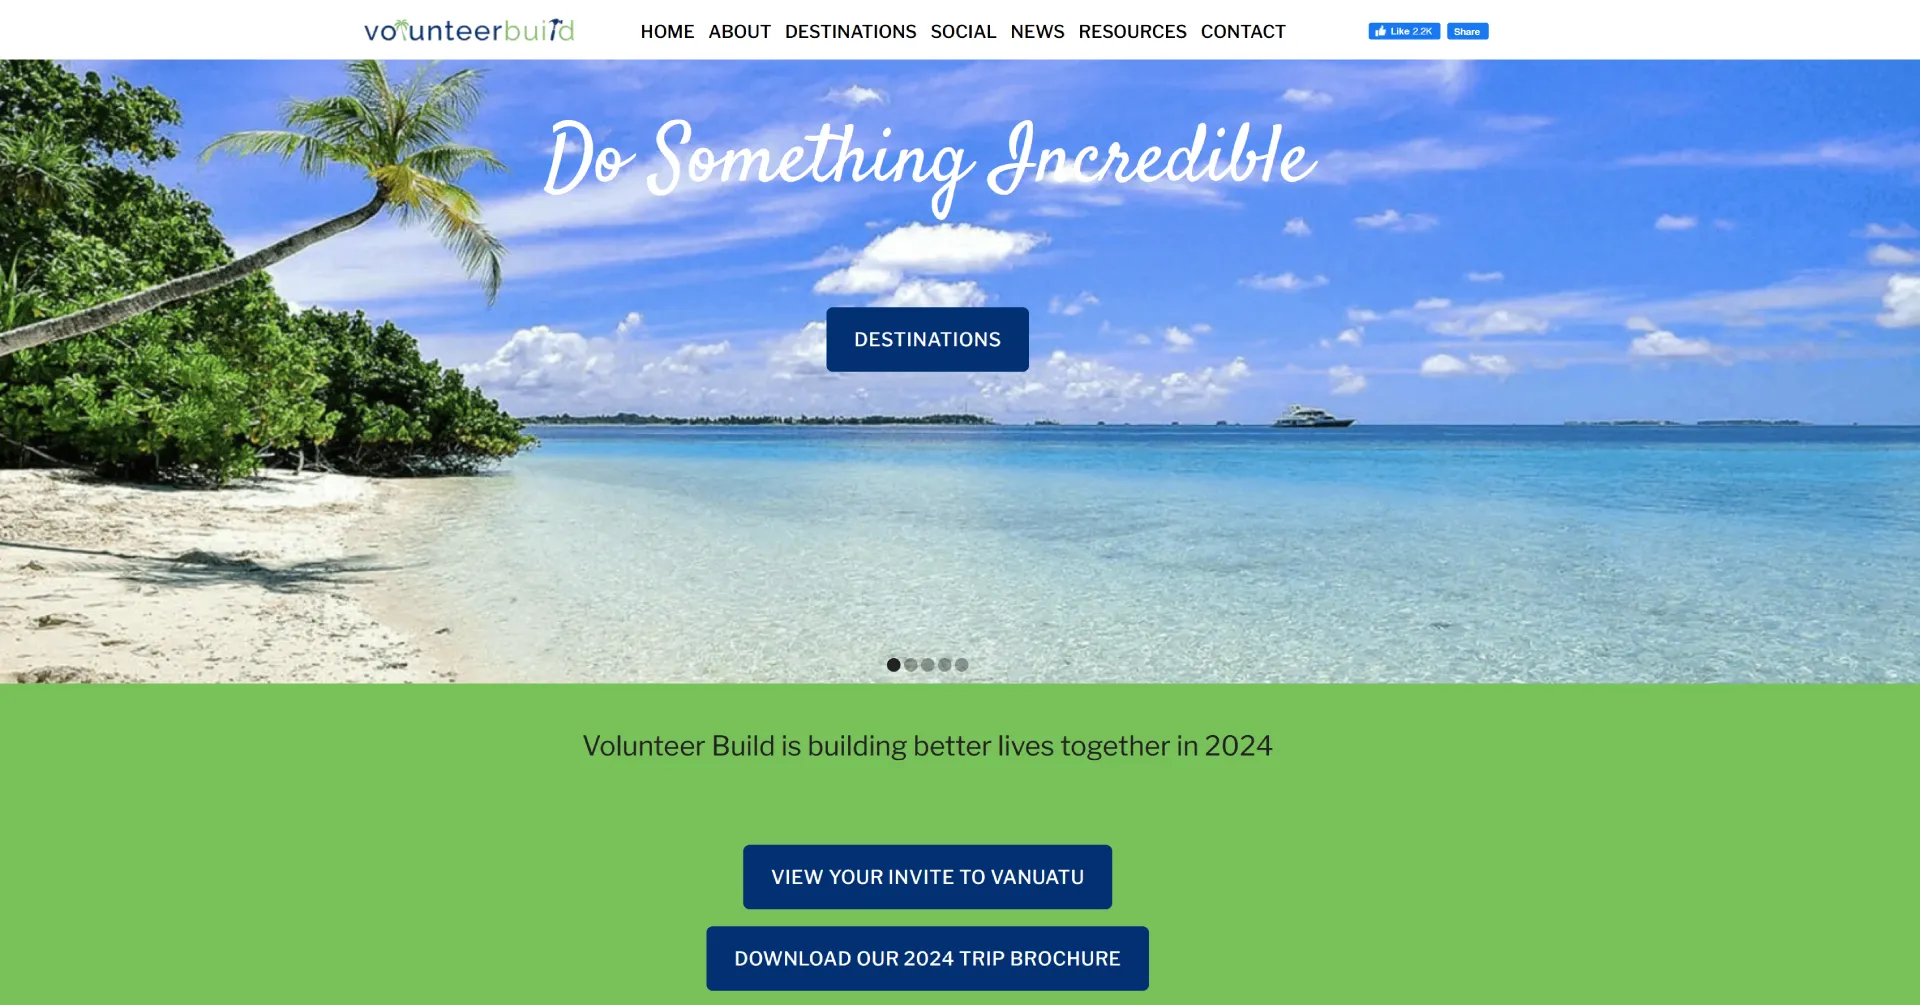 volunteerbuild
HOME ABOUT DESTINATIONS SOCIAL NEWS RESOURCES CONTACT
Like 2.2K Share
Do Something Incredible
DESTINATIONS
Volunteer Build is building better lives together in 2024
VIEW YOUR INVITE TO VANUATU
DOWNLOAD OUR 2024 TRIP BROCHURE